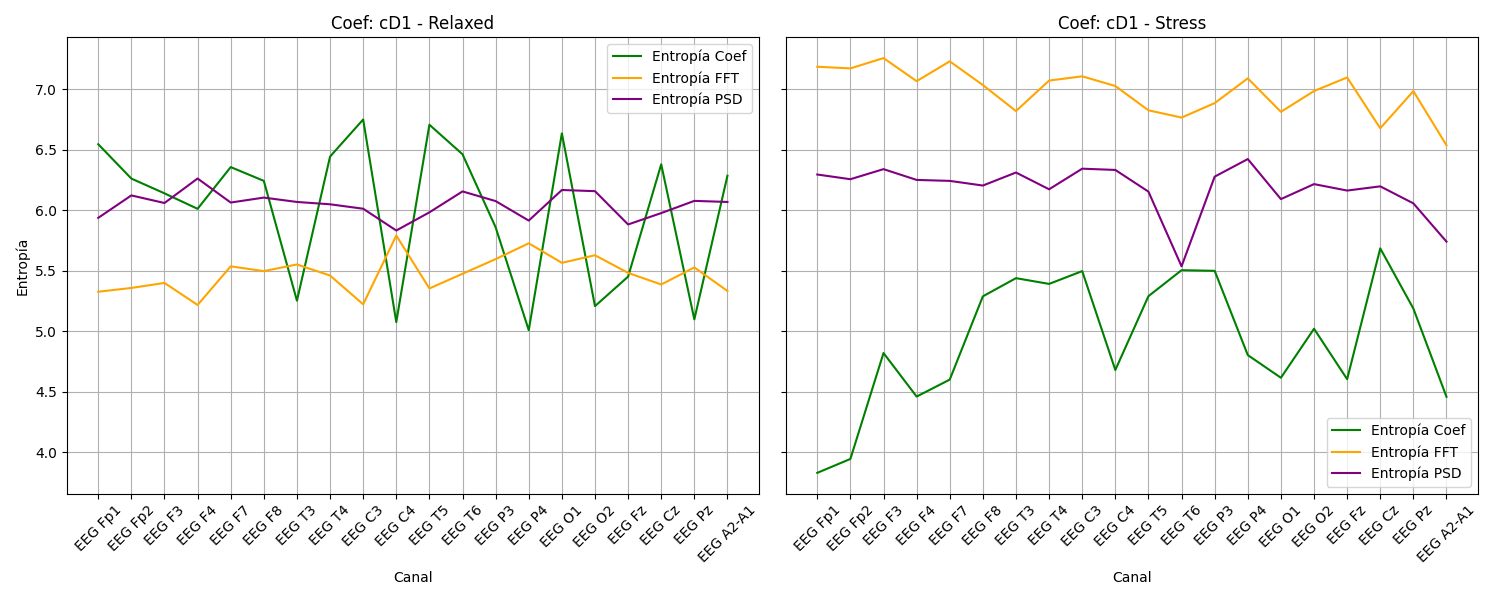 Coef: cD1 - Relaxed
Entropía Coef
Entropía FFT
Entropía PSD
7.0
6.5
6.0
5.5
5.0
4.5
4.0
Entropía
EEG Fp1
EEG Fp2
EEG F3
EEG F4
EEG F7
EEG F8
EEG T3
EEG T4
EEG C3
EEG C4
EEG T5
EEG T6
EEG P3
EEG P4
EEG O1
EEG O2
EEG Fz
EEG Cz
EEG Pz
EEG A2-A1
Canal
Coef: cD1 - Stress
Entropía Coef
Entropía FFT
Entropía PSD
EEG Fp1
EEG Fp2
EEG F3
EEG F4
EEG F7
EEG F8
EEG T3
EEG T4
EEG C3
EEG C4
EEG T5
EEG T6
EEG P3
EEG P4
EEG O1
EEG O2
EEG Fz
EEG Cz
EEG Pz
EEG A2-A1
Canal